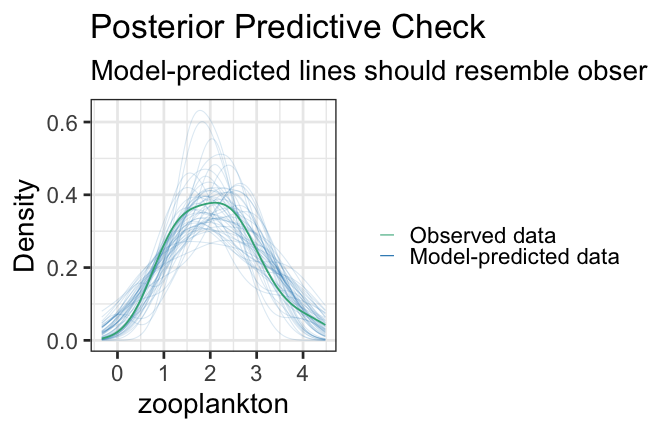 Posterior Predictive Check
Model-predicted lines should resemble obser
0.6
0.4
0.2
0.0
Density
0
1
2
3
4
zooplankton
Observed data
Model-predicted data